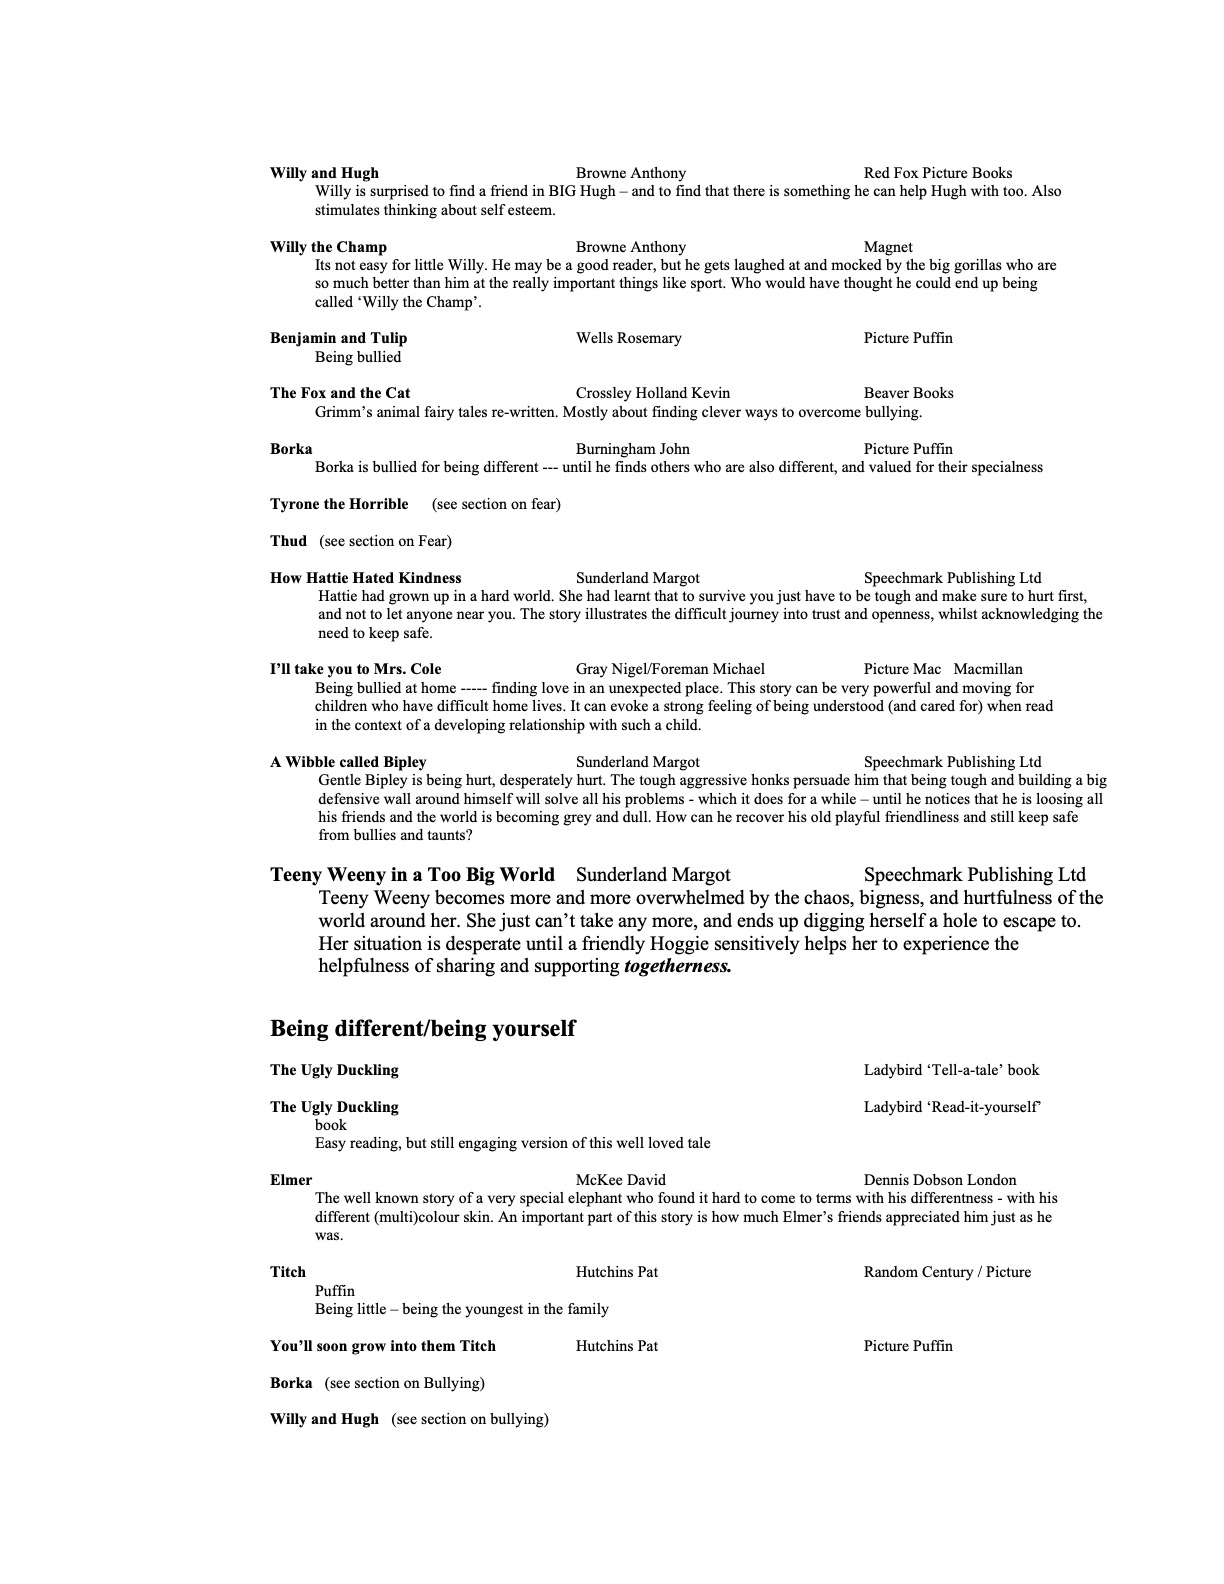 Willy and Hugh Browne Anthony Red Fox Picture Books
Willy is surprised to find a friend in BIG Hugh – and to find that there is something he can help Hugh with too. Also
stimulates thinking about self esteem.
Willy the Champ Browne Anthony Magnet
Its not easy for little Willy. He may be a good reader, but he gets laughed at and mocked by the big gorillas who are
so much better than him at the really important things like sport. Who would have thought he could end up being
called ‘Willy the Champ’.
Benjamin and Tulip Wells Rosemary Picture Puffin
Being bullied
The Fox and the Cat Crossley Holland Kevin Beaver Books
Grimm’s animal fairy tales re-written. Mostly about finding clever ways to overcome bullying.
Borka Burningham John Picture Puffin
Borka is bullied for being different --- until he finds others who are also different, and valued for their specialness
Tyrone the Horrible (see section on fear)
Thud (see section on Fear)
How Hattie Hated Kindness Sunderland Margot Speechmark Publishing Ltd
Hattie had grown up in a hard world. She had learnt that to survive you just have to be tough and make sure to hurt first,
and not to let anyone near you. The story illustrates the difficult journey into trust and openness, whilst acknowledging the
need to keep safe.
I’ll take you to Mrs. Cole Gray Nigel/Foreman Michael Picture Mac Macmillan
Being bullied at home ----- finding love in an unexpected place. This story can be very powerful and moving for
children who have difficult home lives. It can evoke a strong feeling of being understood (and cared for) when read
in the context of a developing relationship with such a child.
A Wibble called Bipley Sunderland Margot Speechmark Publishing Ltd
Gentle Bipley is being hurt, desperately hurt. The tough aggressive honks persuade him that being tough and building a big
defensive wall around himself will solve all his problems - which it does for a while – until he notices that he is loosing all
his friends and the world is becoming grey and dull. How can he recover his old playful friendliness and still keep safe
from bullies and taunts?
Teeny Weeny in a Too Big World Sunderland Margot Speechmark Publishing Ltd
Teeny Weeny becomes more and more overwhelmed by the chaos, bigness, and hurtfulness of the
world around her. She just can’t take any more, and ends up digging herself a hole to escape to.
Her situation is desperate until a friendly Hoggie sensitively helps her to experience the
helpfulness of sharing and supporting togetherness.
Being different/being yourself
The Ugly Duckling Ladybird ‘Tell-a-tale’ book
The Ugly Duckling Ladybird ‘Read-it-yourself’
book
Easy reading, but still engaging version of this well loved tale
Elmer McKee David Dennis Dobson London
The well known story of a very special elephant who found it hard to come to terms with his differentness - with his
different (multi)colour skin. An important part of this story is how much Elmer’s friends appreciated him just as he
was.
Titch Hutchins Pat Random Century / Picture
Puffin
Being little – being the youngest in the family
You’ll soon grow into them Titch Hutchins Pat Picture Puffin
Borka (see section on Bullying)
Willy and Hugh (see section on bullying)